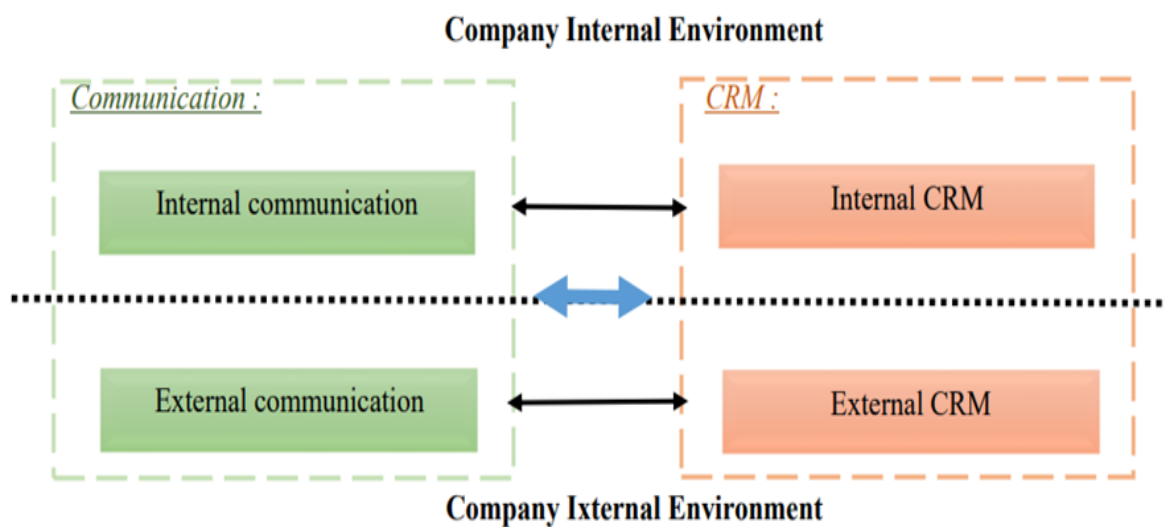 Company Internal Environment
Communication :
CRM :
Internal communication
Internal CRM
External communication
External CRM
Company Ixternal Environment